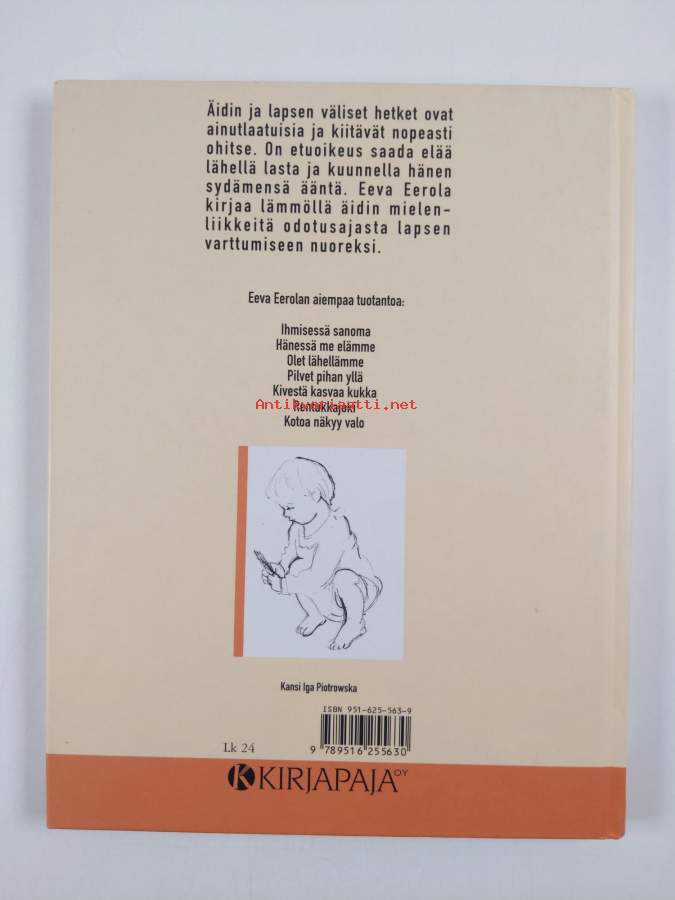 Äidin ja lapsen väliset hetket ovat
ainutlaatuisia ja kiitävät nopeasti
ohitse. On etuoikeus saada elää
lähellä lasta ja kuunnella hänen
sydämensä ääntä. Eeva Eerola
kirjaa lämmöllä äidin mielen-
liikkeitä odotusajasta lapsen
varttumiseen nuoreksi.
Eeva Eerolan aiempaa tuotantoa:
Ihmisessä sanoma
Hänessä me elämme
Olet lähellämme
Pilvet pihan yllä
Kivestä kasvaa kukka
Antikvariantti.net
Rentukkajoki
Kotoa näkyy valo
Kansi Iga Piotrowska
ISBN 951-625-563-9
Lk 24
9 789516 255630
KIRJAPAJA OY